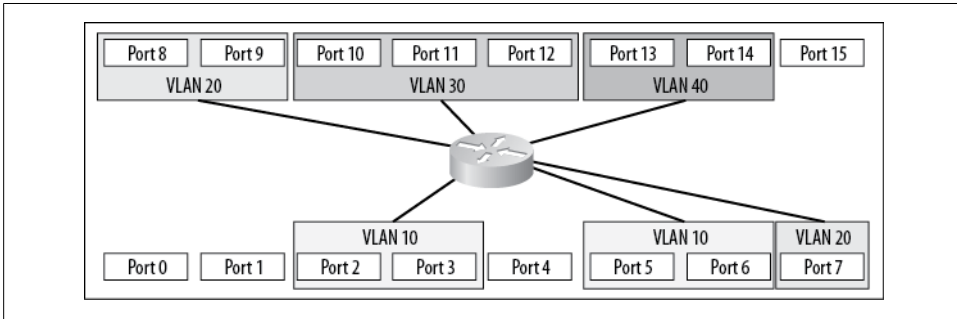 Port 8 Port 9 Port 10 Port 11 Port 12 Port 13 Port 14 Port 15
VLAN 20 VLAN 30 VLAN 40
VLAN 10 VLAN 10 VLAN 20
Port 0 Port 1 Port 2 Port 3 Port 4 Port 5 Port 6 Port 7